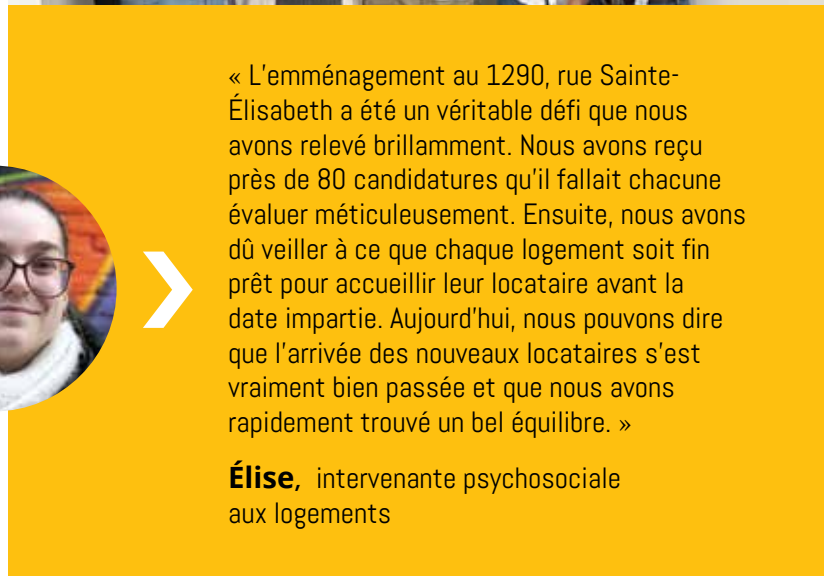 « L'emménagement au 1290, rue Sainte-
Élisabeth a été un véritable défi que nous
avons relevé brillamment. Nous avons reçu
près de 80 candidatures qu'il fallait chacune
évaluer méticuleusement. Ensuite, nous avons
dû veiller à ce que chaque logement soit fin
prêt pour accueillir leur locataire avant la
date impartie. Aujourd'hui, nous pouvons dire
que l'arrivée des nouveaux locataires s'est
vraiment bien passée et que nous avons
rapidement trouvé un bel équilibre. »
Élise, intervenante psychosociale
aux logements